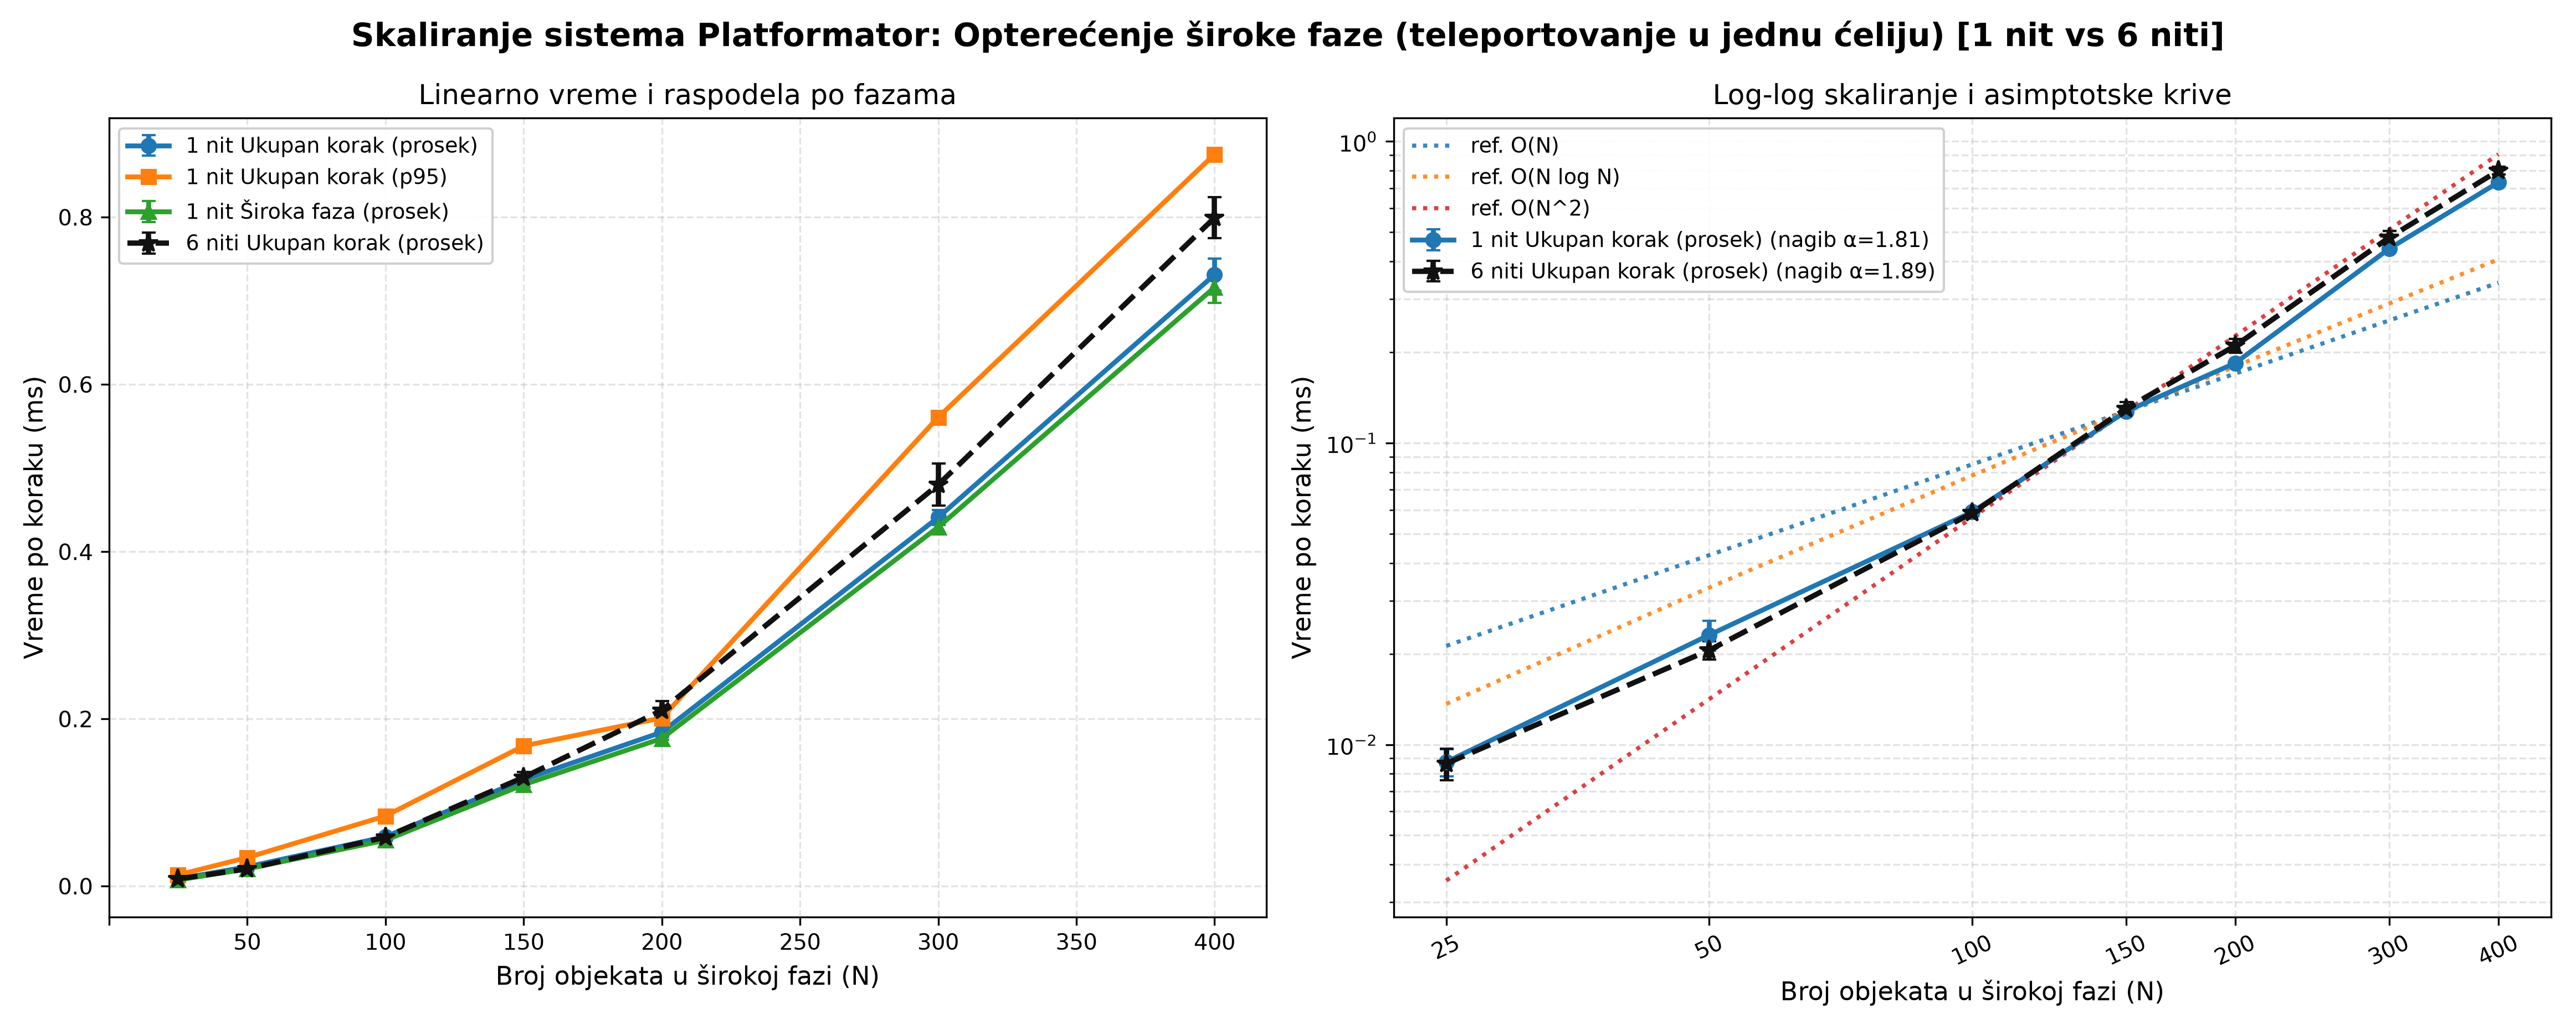 Skaliranje sistema Platformator: Opterećenje široke faze (teleportovanje u jednu ćeliju) [1 nit vs 6 niti]
Linearno vreme i raspodela po fazama
1 nit Ukupan korak (prosek)
1 nit Ukupan korak (p95)
1 nit Široka faza (prosek)
6 niti Ukupan korak (prosek)
Vreme po koraku (ms)
0.8
0.6
0.4
0.2
0.0
50 100 150 200 250 300 350 400
Broj objekata u širokoj fazi (N)
Log-log skaliranje i asimptotske krive
ref. O(N)
ref. O(N log N)
ref. O(N^2)
1 nit Ukupan korak (prosek) (nagib α=1.81)
6 niti Ukupan korak (prosek) (nagib α=1.89)
Vreme po koraku (ms)
10⁰
10⁻¹
10⁻²
25 50 100 150 200 300 400
Broj objekata u širokoj fazi (N)